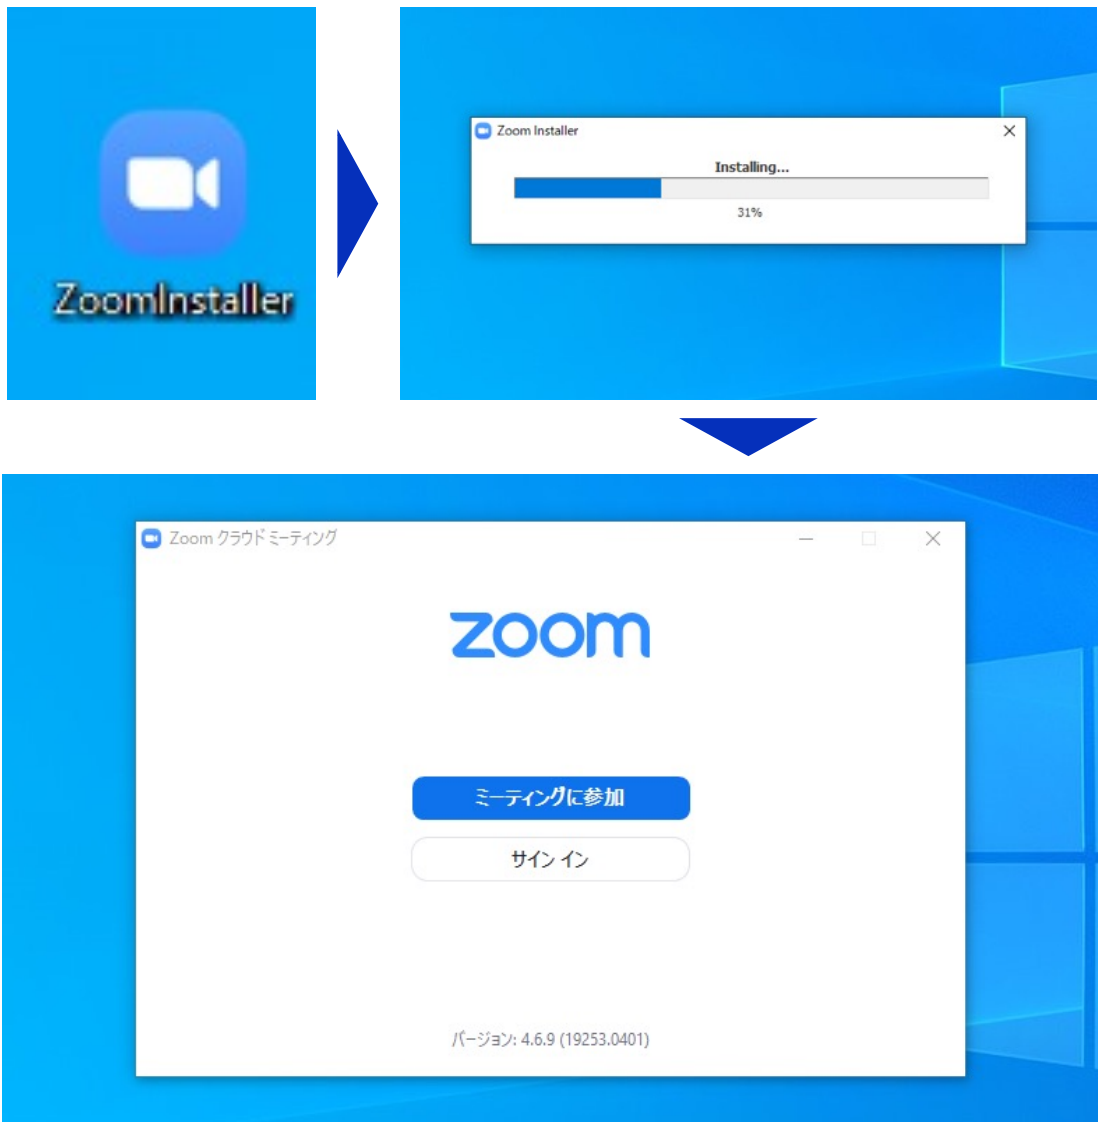 ZoomInstaller
Zoom Installer
Installing...
31%
Zoom クラウド ミーティング
zoom
ミーティングに参加
サイン イン
バージョン: 4.6.9 (19253.0401)